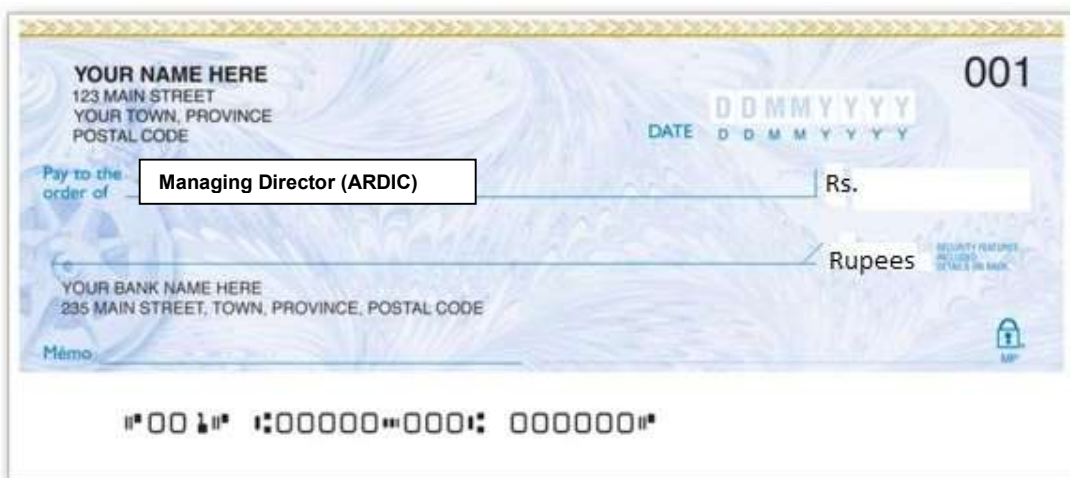 YOUR NAME HERE
123 MAIN STREET
YOUR TOWN, PROVINCE
POSTAL CODE
001
DDMMYYYY
DATE D D M M Y Y Y Y
Pay to the
order of
Managing Director (ARDIC)
Rs.
Rupees
SECURITY FEATURES
INCLUDED.
DETAILS ON BACK.
YOUR BANK NAME HERE
235 MAIN STREET, TOWN, PROVINCE, POSTAL CODE
Mémo
MP
⑈001⑈ ⑆00000⑉000⑆ 000000⑈